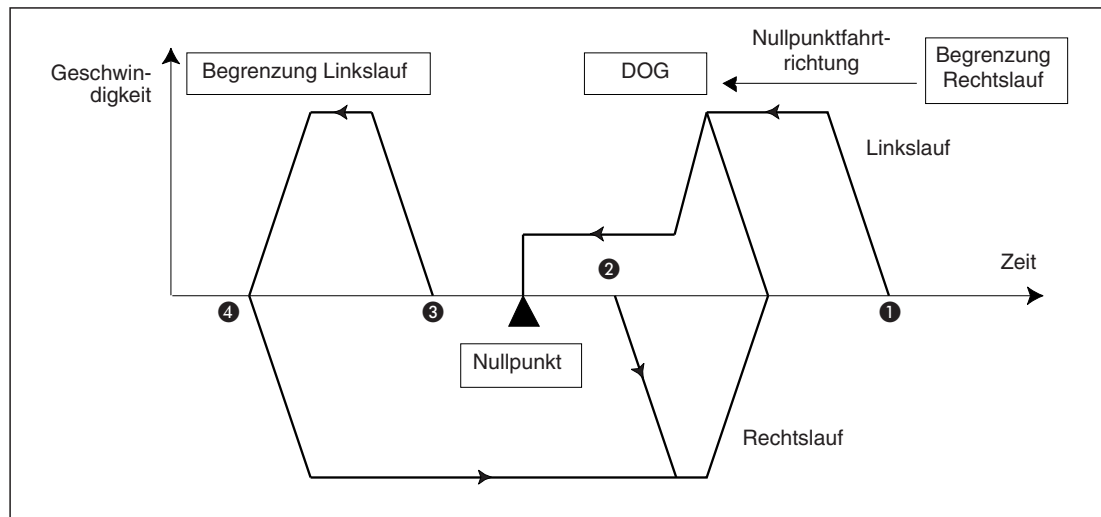 Geschwin-
digkeit
Begrenzung Linkslauf
DOG
Nullpunktfahrt-
richtung
Begrenzung
Rechtslauf
Linkslauf
Zeit
❷
❹
❸
❶
Nullpunkt
Rechtslauf